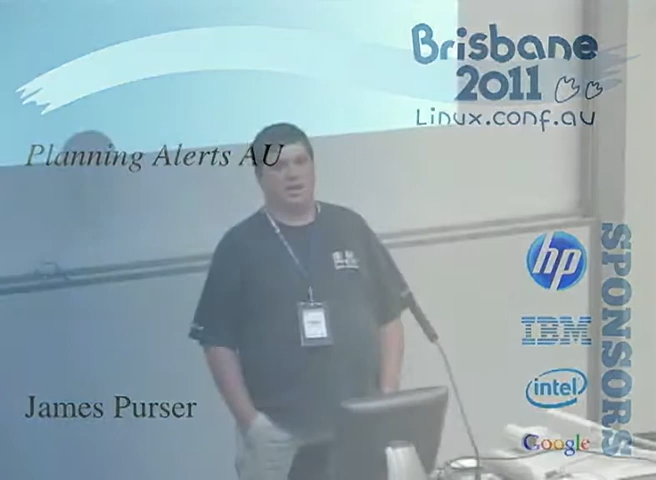 Brisbane
2011
Linux.conf.au
Planning Alerts AU
SPONSORS
hp
IBM
intel
James Purser
Google